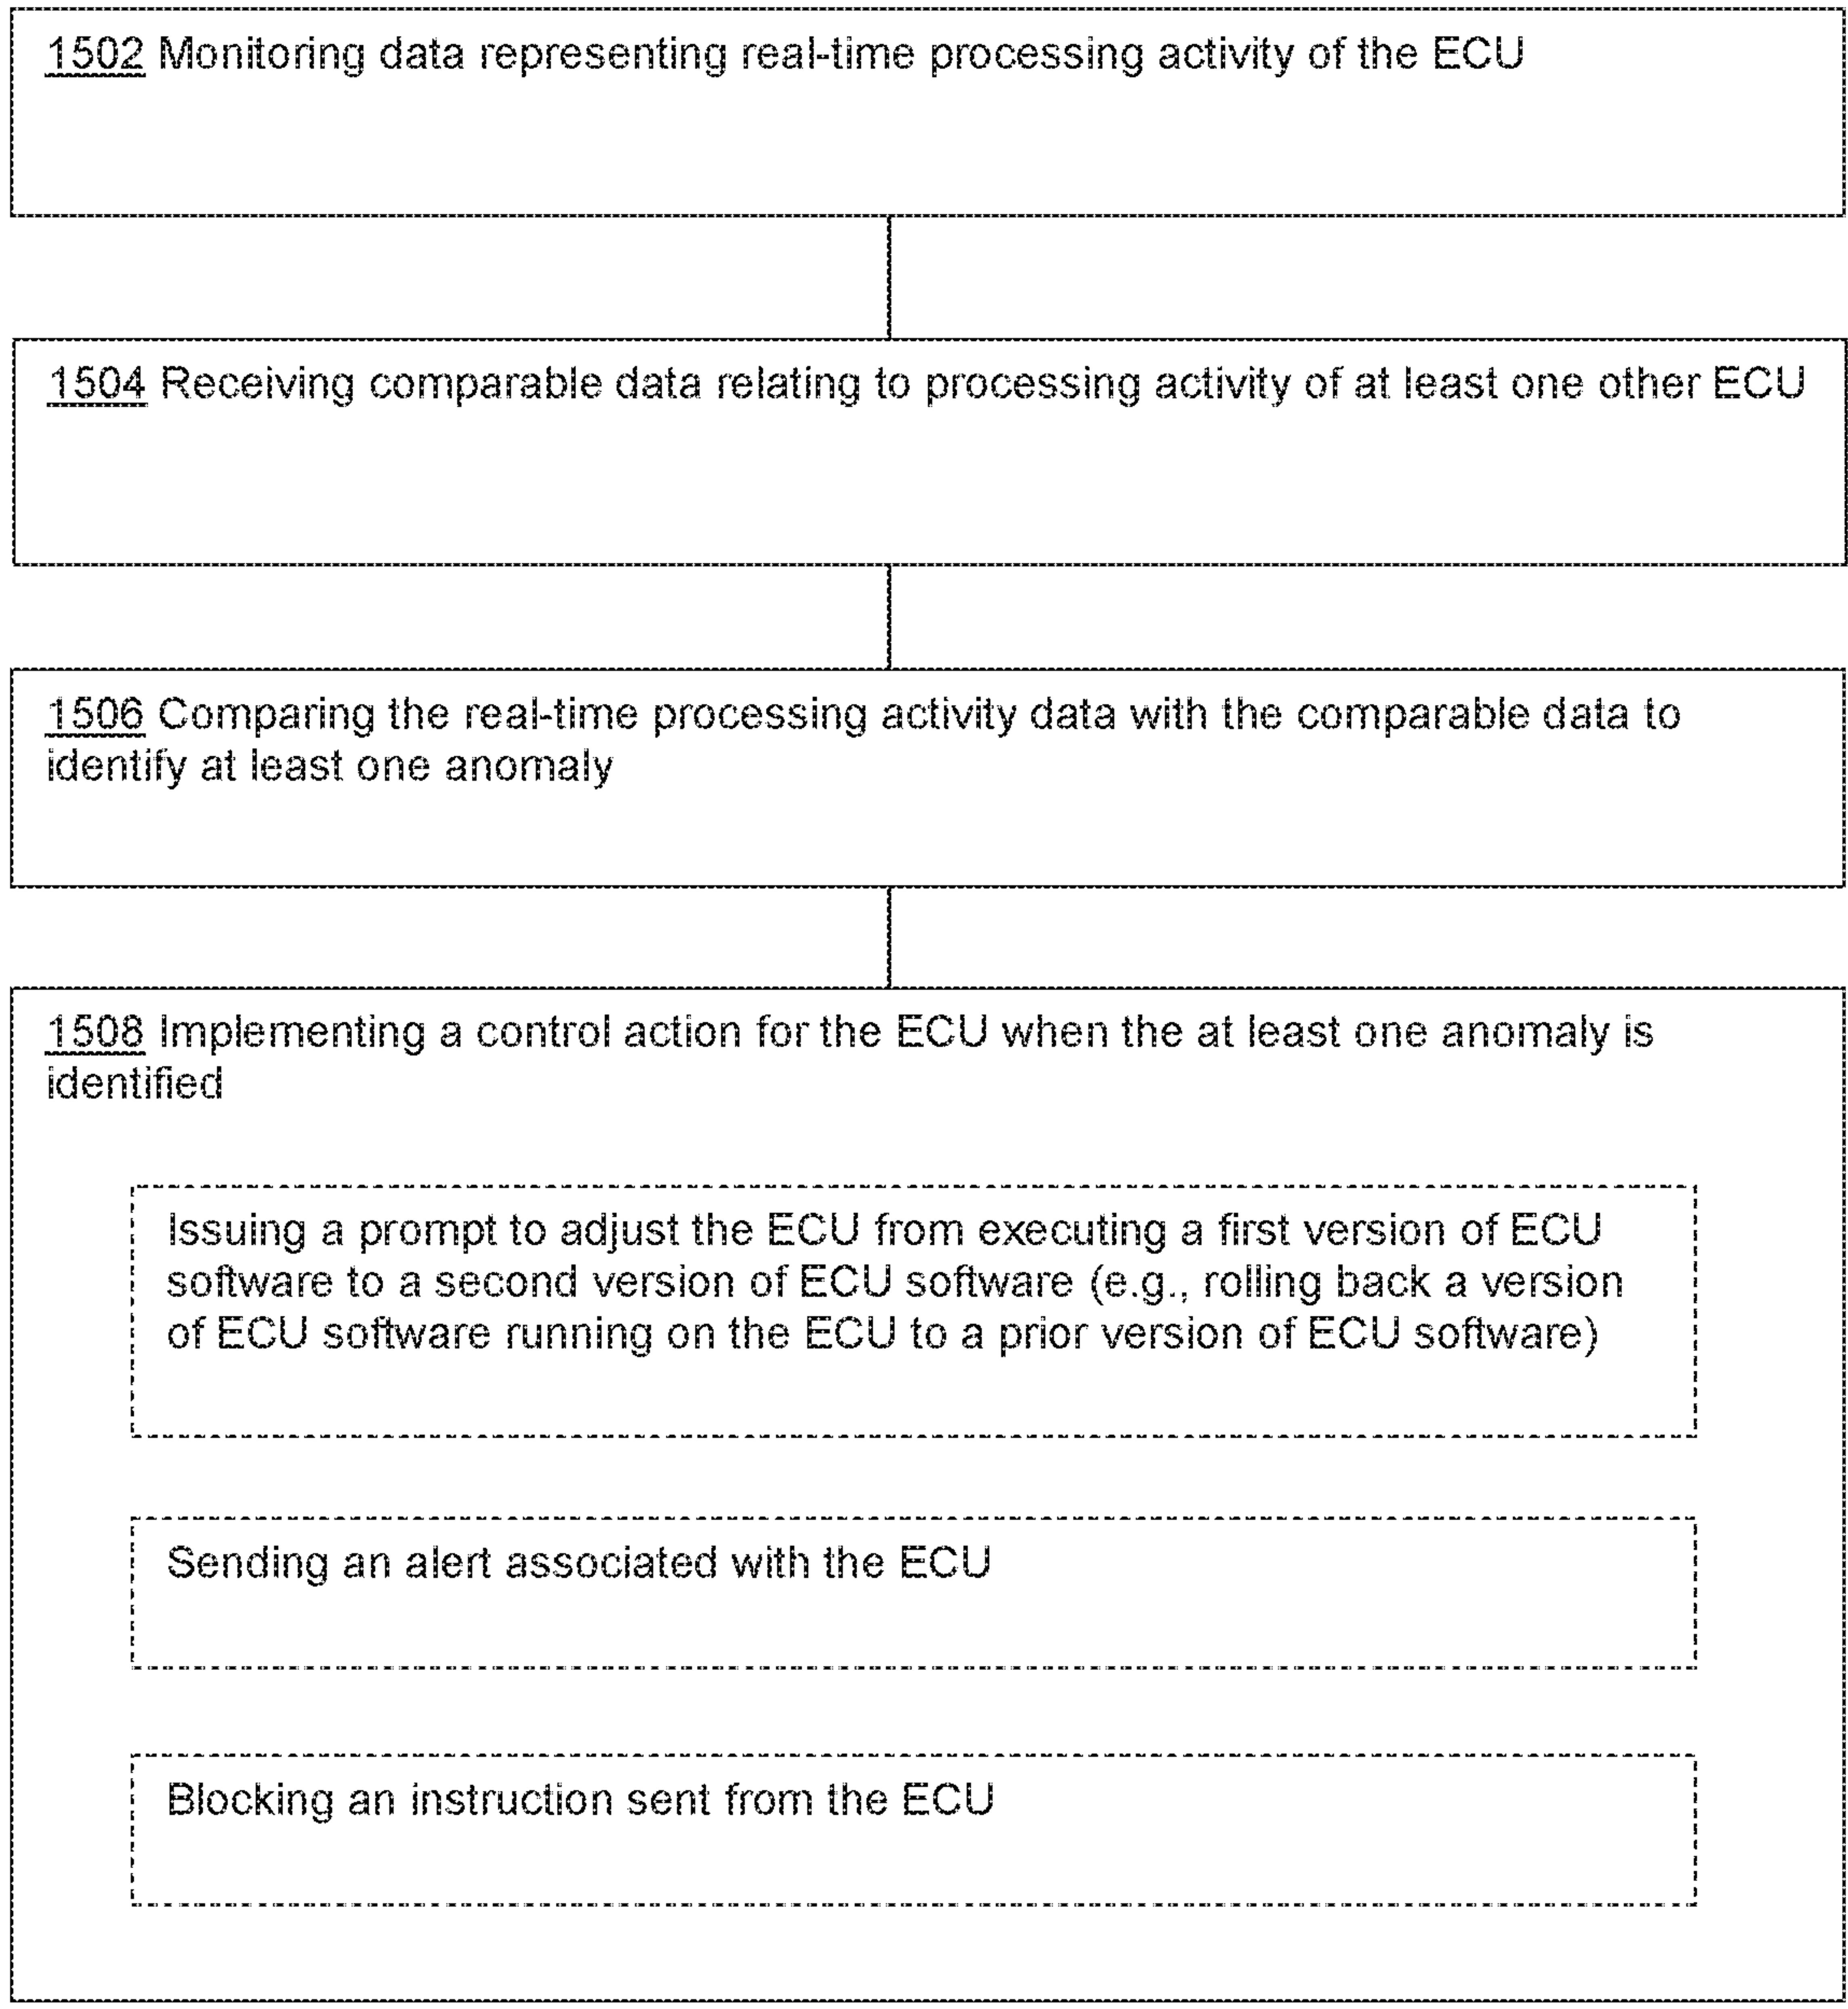 1502 Monitoring data representing real-time processing activity of the ECU
1504 Receiving comparable data relating to processing activity of at least one other ECU
1506 Comparing the real-time processing activity data with the comparable data to
identify at least one anomaly
1508 Implementing a control action for the ECU when the at least one anomaly is
identified
Issuing a prompt to adjust the ECU from executing a first version of ECU
software to a second version of ECU software (e.g., rolling back a version
of ECU software running on the ECU to a prior version of ECU software)
Sending an alert associated with the ECU
Blocking an instruction sent from the ECU